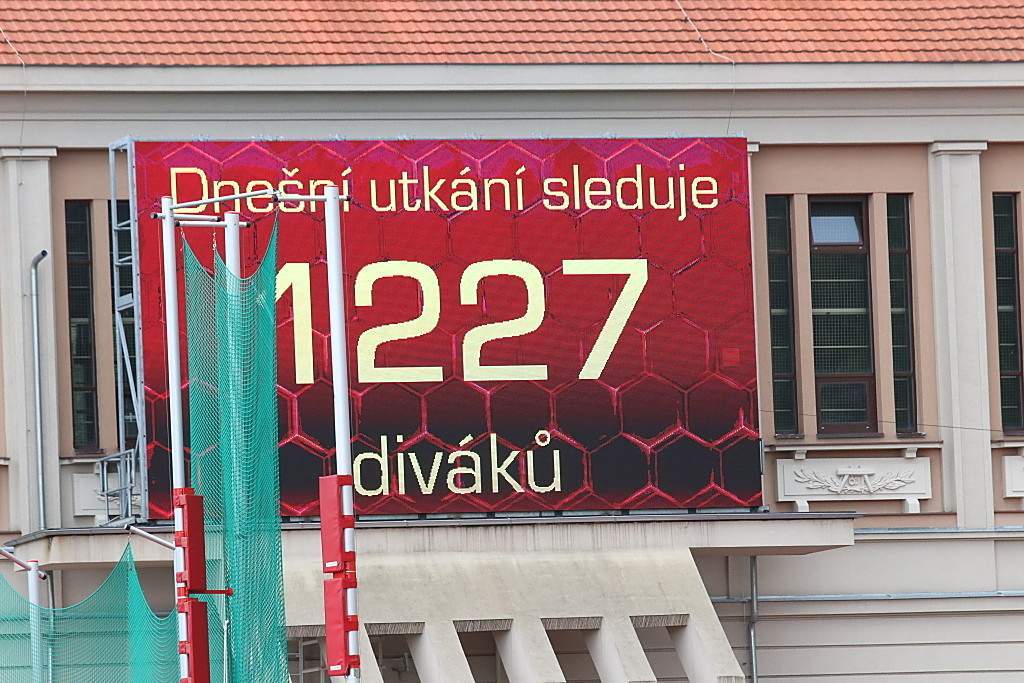 Dnešní utkání sleduje
1227
diváků